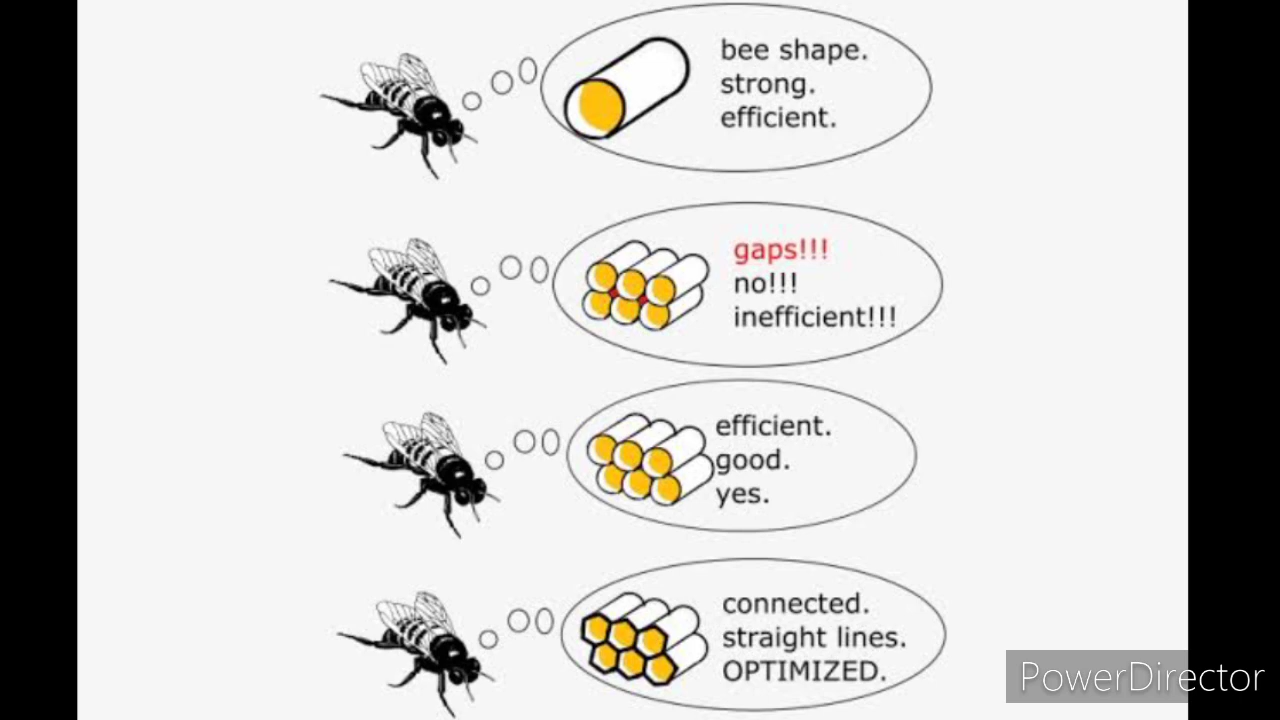 bee shape.
strong.
efficient.
gaps!!!
no!!!
inefficient!!!
efficient.
good.
yes.
connected.
straight lines.
OPTIMIZED.
PowerDirector